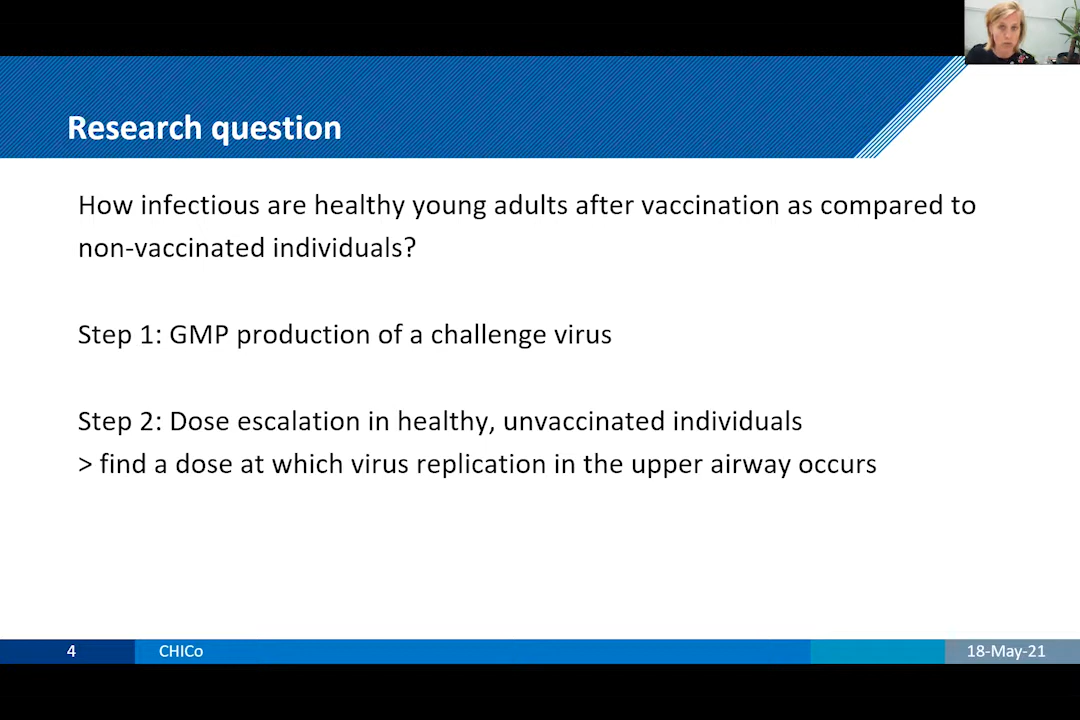 Research question
How infectious are healthy young adults after vaccination as compared to
non-vaccinated individuals?
Step 1: GMP production of a challenge virus
Step 2: Dose escalation in healthy, unvaccinated individuals
> find a dose at which virus replication in the upper airway occurs
4
CHICo
18-May-21